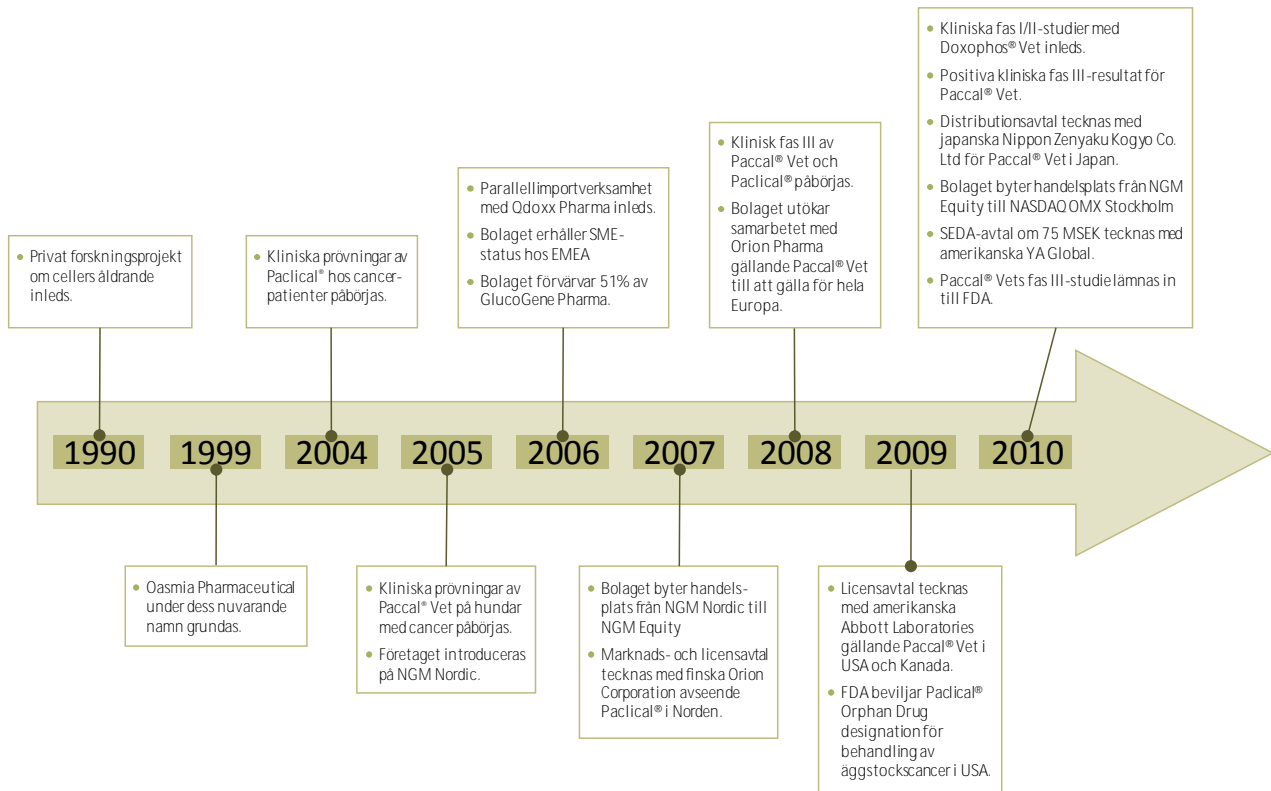 Privat forskningsprojekt
om cellers åldrande
inleds.
Kliniska prövningar av
Paclical® hos cancer-
patienter påbörjas.
Parallellimportverksamhet
med Qdoxx Pharma inleds.
Bolaget erhåller SME-
status hos EMEA
Bolaget förvärvar 51% av
GlucoGene Pharma.
Klinisk fas III av
Paccal® Vet och
Paclical® påbörjas.
Bolaget utökar
samarbetet med
Orion Pharma
gällande Paccal® Vet
till att gälla för hela
Europa.
Kliniska fas I/II-studier med
Doxophos® Vet inleds.
Positiva kliniska fas III-resultat för
Paccal® Vet.
Distributionsavtal tecknas med
japanska Nippon Zenyaku Kogyo Co.
Ltd för Paccal® Vet i Japan.
Bolaget byter handelsplats från NGM
Equity till NASDAQ OMX Stockholm
SEDA-avtal om 75 MSEK tecknas med
amerikanska YA Global.
Paccal® Vets fas III-studie lämnas in
till FDA.
1990 1999 2004 2005 2006 2007 2008 2009 2010
Oasmia Pharmaceutical
under dess nuvarande
namn grundas.
Kliniska prövningar av
Paccal® Vet på hundar
med cancer påbörjas.
Företaget introduceras
på NGM Nordic.
Bolaget byter handels-
plats från NGM Nordic till
NGM Equity
Marknads- och licensavtal
tecknas med finska Orion
Corporation avseende
Paclical® i Norden.
Licensavtal tecknas
med amerikanska
Abbott Laboratories
gällande Paccal® Vet i
USA och Kanada.
FDA beviljar Paclical®
Orphan Drug
designation för
behandling av
äggstockscancer i USA.